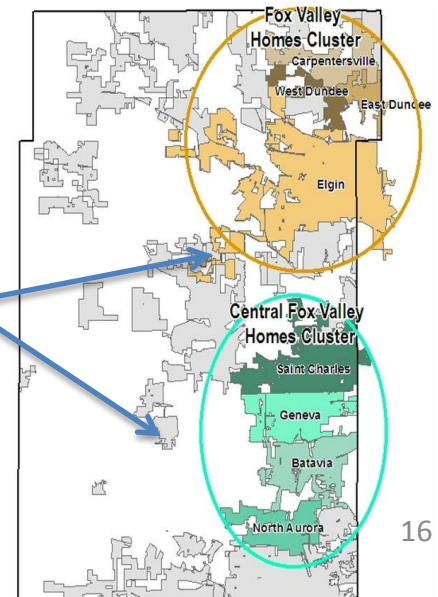 Fox Valley
Homes Cluster
Carpentersville
West Dundee
East Dundee
Elgin
Central Fox Valley
Homes Cluster
Saint Charles
Geneva
Batavia
North Aurora
16